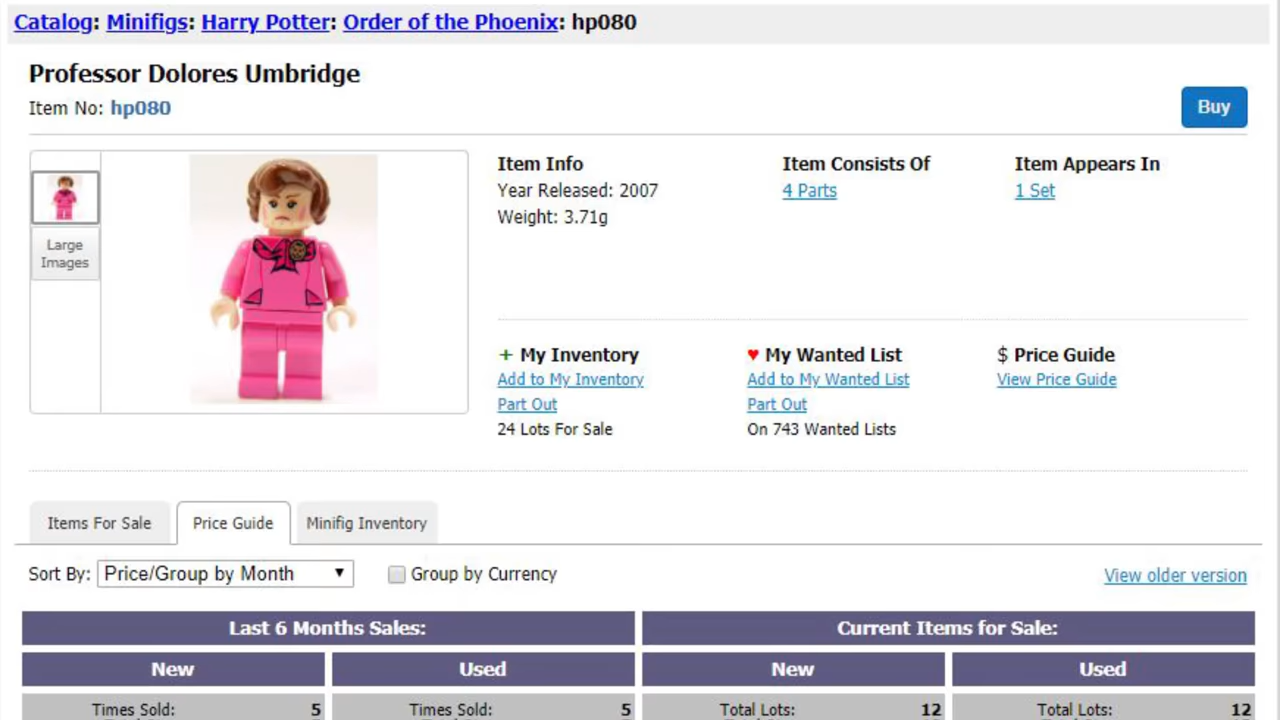 Catalog: Minifigs: Harry Potter: Order of the Phoenix: hp080
Professor Dolores Umbridge
Item No: hp080
Buy
Large
Images
Item Info
Year Released: 2007
Weight: 3.71g
Item Consists Of
4 Parts
Item Appears In
1 Set
+ My Inventory
Add to My Inventory
Part Out
24 Lots For Sale
♥ My Wanted List
Add to My Wanted List
Part Out
On 743 Wanted Lists
$ Price Guide
View Price Guide
Items For Sale
Price Guide
Minifig Inventory
Sort By: Price/Group by Month
Group by Currency
View older version
Last 6 Months Sales:
Current Items for Sale:
New
Used
New
Used
Times Sold: 5
Times Sold: 5
Total Lots: 12
Total Lots: 12